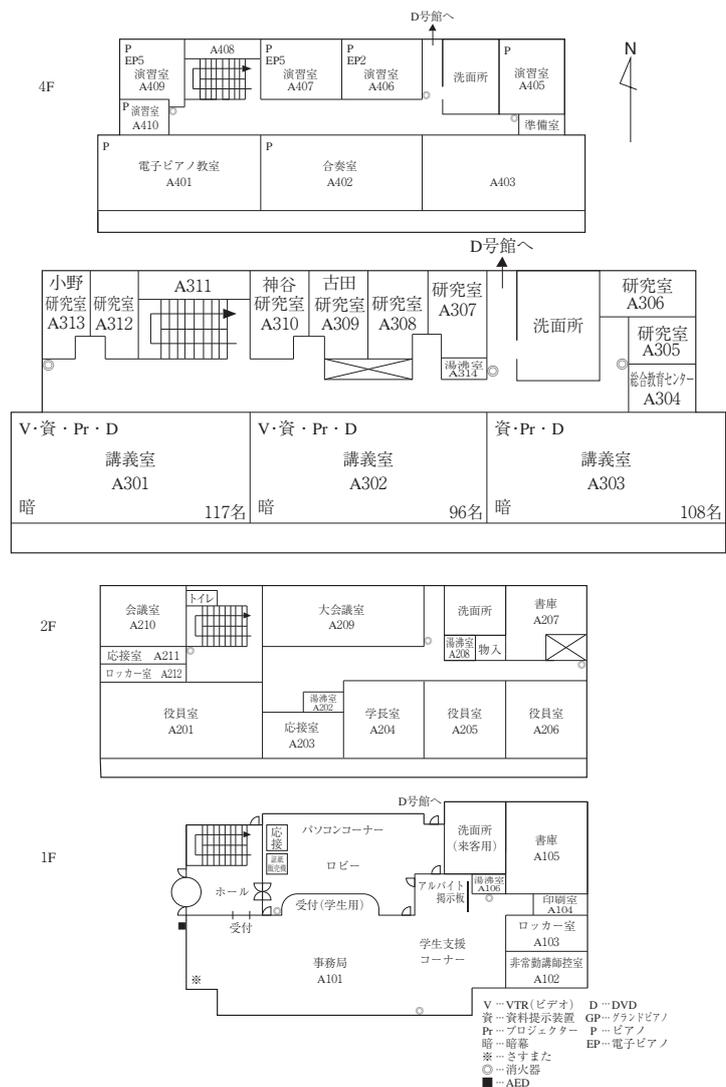 D号館へ
N
4F
P
EP5
演習室
A409
A408
P
EP5
演習室
A407
P
EP2
演習室
A406
洗面所
P
演習室
A405
P
演習室
A410
準備室
P
電子ピアノ教室
A401
P
合奏室
A402
A403
D号館へ
小野
研究室
A313
研究室
A312
A311
神谷
研究室
A310
古田
研究室
A309
研究室
A308
研究室
A307
湯沸室
A314
洗面所
研究室
A306
研究室
A305
総合教育センター
A304
V・資・Pr・D
講義室
A301
暗
117名
V・資・Pr・D
講義室
A302
暗
96名
資・Pr・D
講義室
A303
暗
108名
2F
会議室
A210
トイレ
大会議室
A209
洗面所
書庫
A207
湯沸室
A208
物入
応接室 A211
ロッカー室 A212
役員室
A201
湯沸室
A202
応接室
A203
学長室
A204
役員室
A205
役員室
A206
D号館へ
1F
応接
パソコンコーナー
証紙
販売機
ロビー
洗面所
(来客用)
書庫
A105
ホール
受付(学生用)
アルバイト
掲示板
湯沸室
A106
印刷室
A104
受付
ロッカー室
A103
学生支援
コーナー
事務局
A101
非常勤講師控室
A102
※
V…VTR(ビデオ) D…DVD
資…資料提示装置 GP…グランドピアノ
Pr…プロジェクター P…ピアノ
暗…暗幕 EP…電子ピアノ
※…さすまた
◎…消火器
■…AED